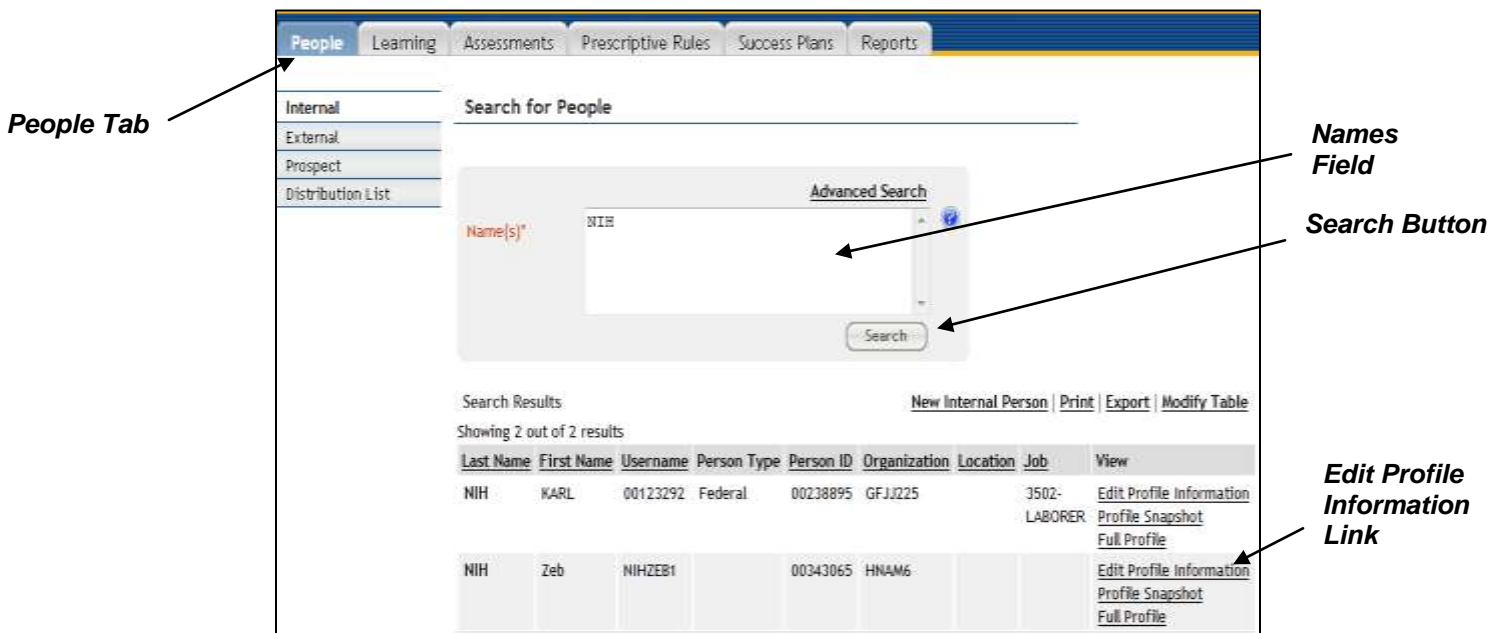 People Learning Assessments Prescriptive Rules Success Plans Reports
People Tab
Internal
External
Prospect
Distribution List
Search for People
Advanced Search
Name(s)*
NIH
?
Search
Names
Field
Search Button
Search Results
New Internal Person | Print | Export | Modify Table
Showing 2 out of 2 results
Last Name First Name Username Person Type Person ID Organization Location Job View
NIH KARL 00123292 Federal 00238895 GFJJ225 3502- Edit Profile Information
LABORER Profile Snapshot
Full Profile
NIH Zeb NIHZEB1 00343065 HNAM6 Edit Profile Information
Profile Snapshot
Full Profile
Edit Profile
Information
Link